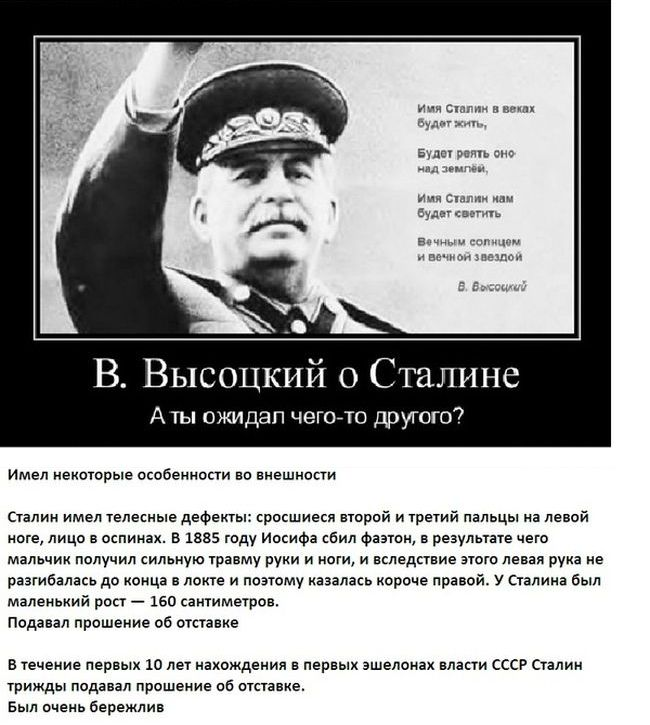 Имя Сталин в веках
будет жить,
Будет реять оно
над землёй,
Имя Сталин нам
будет светить
Вечным солнцем
и вечной звездой
В. Высоцкий
В. Высоцкий о Сталине
А ты ожидал чего-то другого?
Имел некоторые особенности во внешности
Сталин имел телесные дефекты: сросшиеся второй и третий пальцы на левой
ноге, лицо в оспинах. В 1885 году Иосифа сбил фаэтон, в результате чего
мальчик получил сильную травму руки и ноги, и вследствие этого левая рука не
разгибалась до конца в локте и поэтому казалась короче правой. У Сталина был
маленький рост — 160 сантиметров.
Подавал прошение об отставке
В течение первых 10 лет нахождения в первых эшелонах власти СССР Сталин
трижды подавал прошение об отставке.
Был очень бережлив